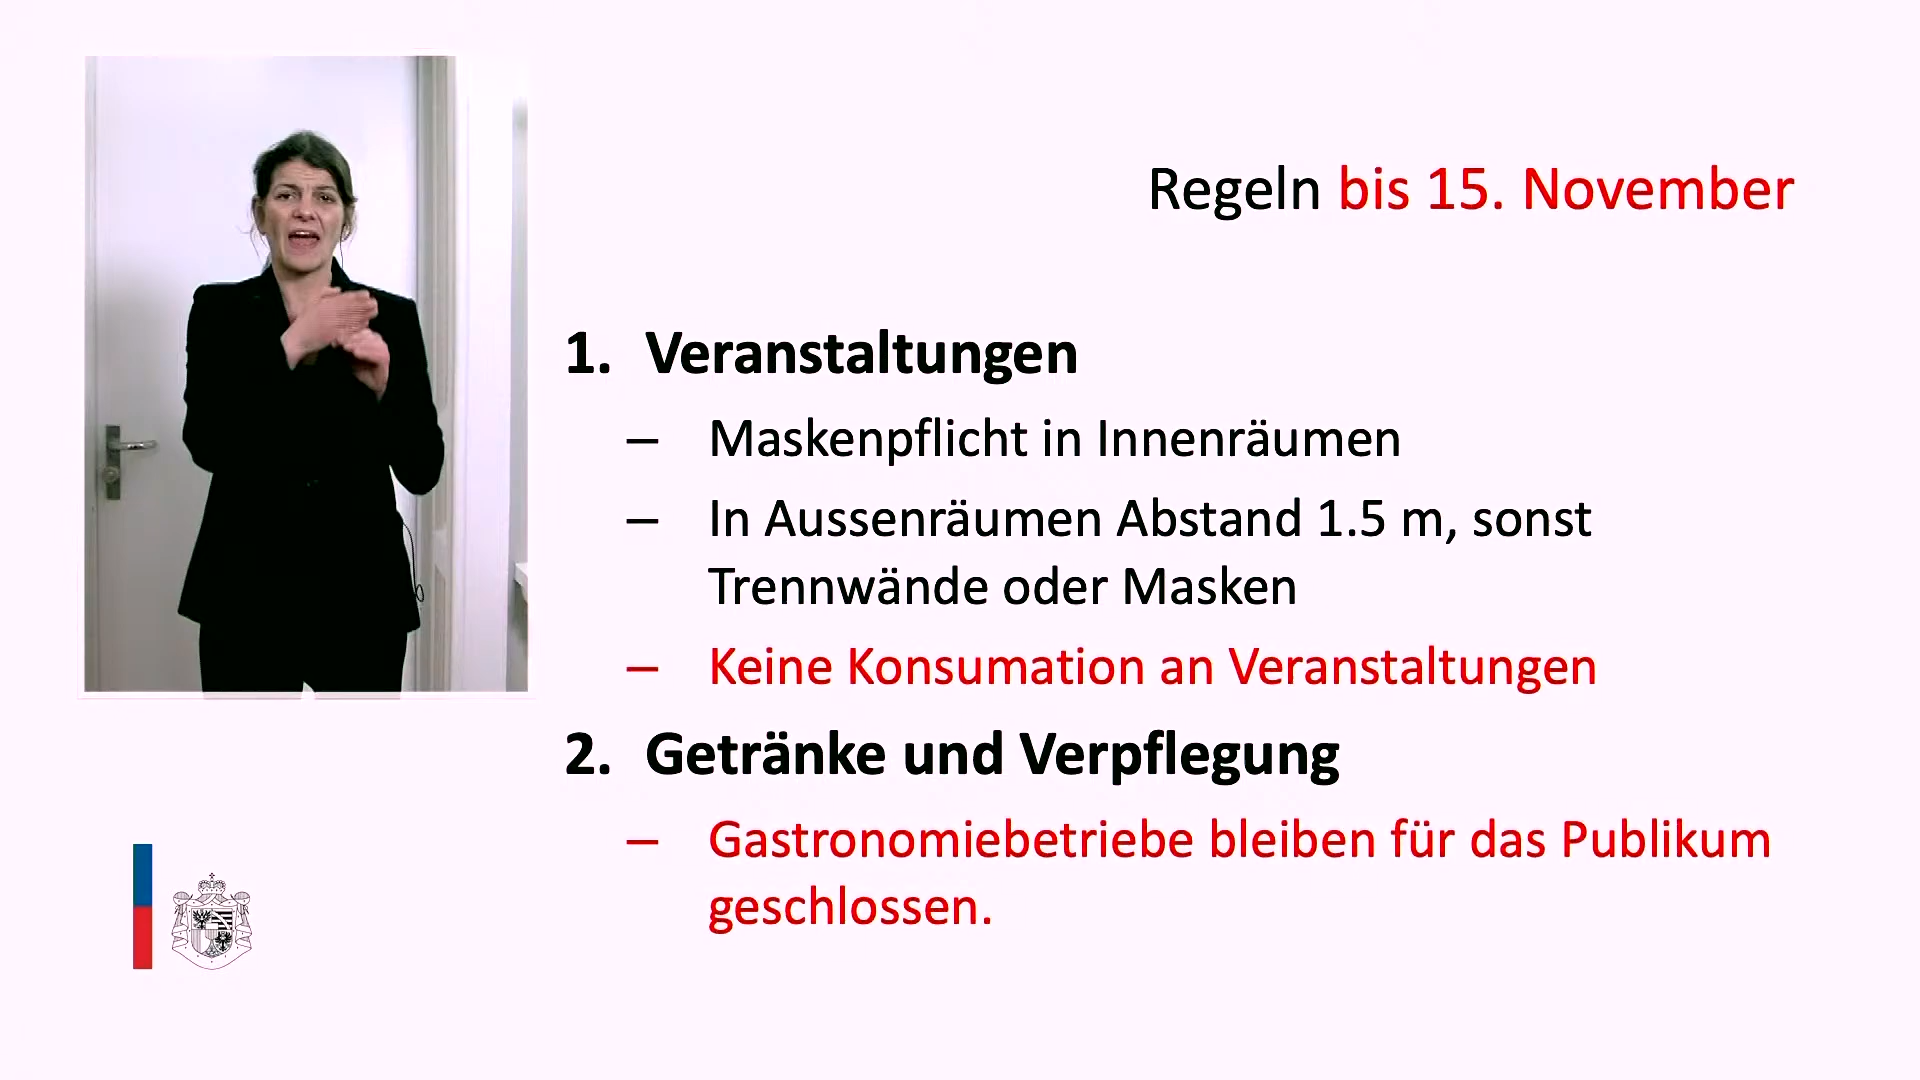 Regeln bis 15. November
1. Veranstaltungen
– Maskenpflicht in Innenräumen
– In Aussenräumen Abstand 1.5 m, sonst
Trennwände oder Masken
– Keine Konsumation an Veranstaltungen
2. Getränke und Verpflegung
– Gastronomiebetriebe bleiben für das Publikum
geschlossen.